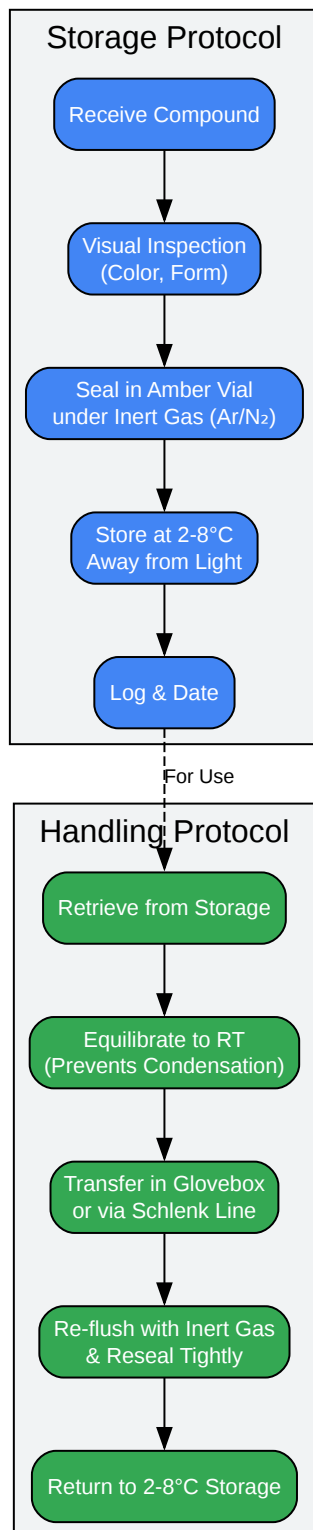 Storage Protocol
Receive Compound
Visual Inspection
(Color, Form)
Seal in Amber Vial
under Inert Gas (Ar/N₂)
Store at 2-8°C
Away from Light
Log & Date
For Use
Handling Protocol
Retrieve from Storage
Equilibrate to RT
(Prevents Condensation)
Transfer in Glovebox
or via Schlenk Line
Re-flush with Inert Gas
& Reseal Tightly
Return to 2-8°C Storage